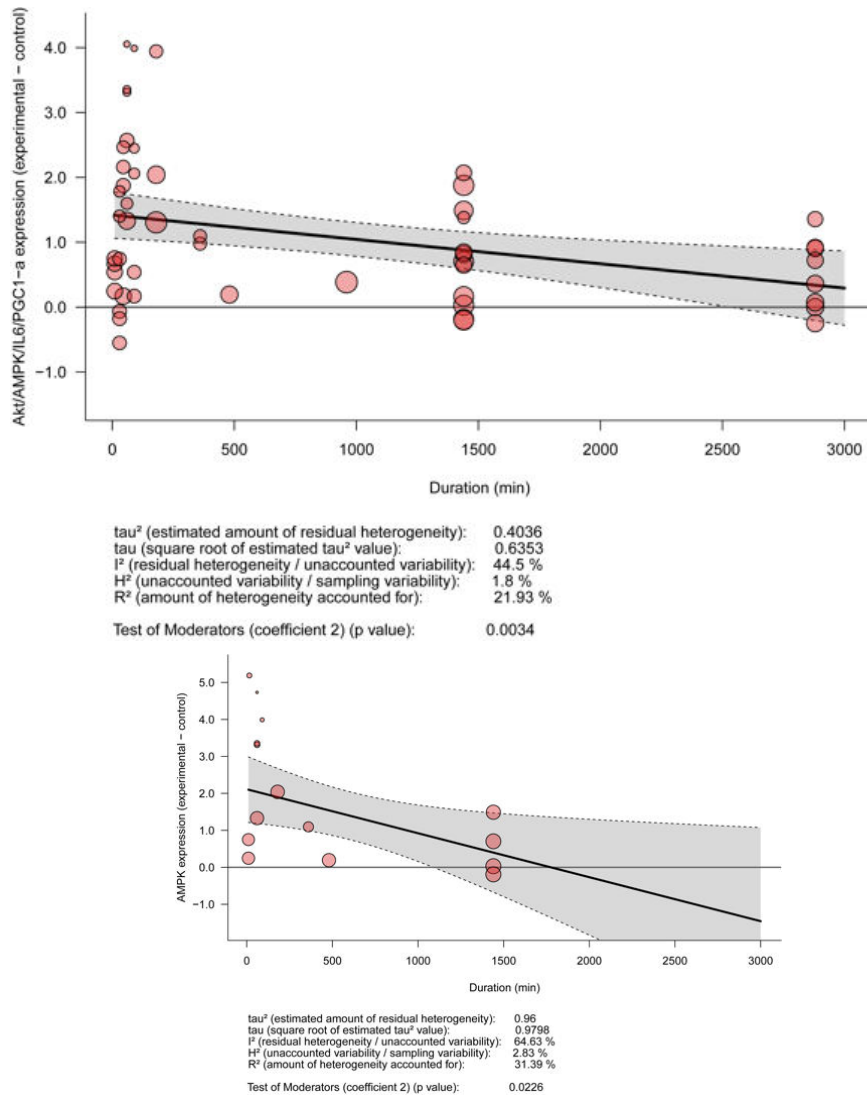 Akt/AMPK/IL6/PGC1−a expression (experimental − control)
4.0
3.0
2.0
1.0
0.0
−1.0
0
500
1000
1500
2000
2500
3000
Duration (min)
tau² (estimated amount of residual heterogeneity): 0.4036
tau (square root of estimated tau² value): 0.6353
I² (residual heterogeneity / unaccounted variability): 44.5 %
H² (unaccounted variability / sampling variability): 1.8 %
R² (amount of heterogeneity accounted for): 21.93 %
Test of Moderators (coefficient 2) (p value): 0.0034
AMPK expression (experimental − control)
5.0
4.0
3.0
2.0
1.0
0.0
−1.0
0
500
1000
1500
2000
2500
3000
Duration (min)
tau² (estimated amount of residual heterogeneity): 0.96
tau (square root of estimated tau² value): 0.9798
I² (residual heterogeneity / unaccounted variability): 64.63 %
H² (unaccounted variability / sampling variability): 2.83 %
R² (amount of heterogeneity accounted for): 31.39 %
Test of Moderators (coefficient 2) (p value): 0.0226